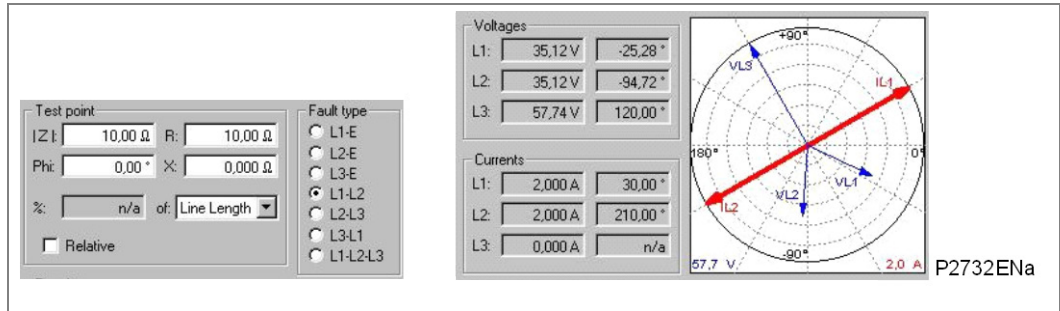 Test point
|Z|: 10,00 Ω R: 10,00 Ω
Phi: 0,00 ° X: 0,000 Ω
%: n/a of: Line Length
Relative
Fault type
L1-E
L2-E
L3-E
L1-L2
L2-L3
L3-L1
L1-L2-L3
Voltages
L1: 35,12 V -25,28 °
L2: 35,12 V -94,72 °
L3: 57,74 V 120,00 °
Currents
L1: 2,000 A 30,00 °
L2: 2,000 A 210,00 °
L3: 0,000 A n/a
+90°
VL3
IL1
180°
0°
VL1
VL2
IL2
-90°
57,7 V
2,0 A
P2732ENa